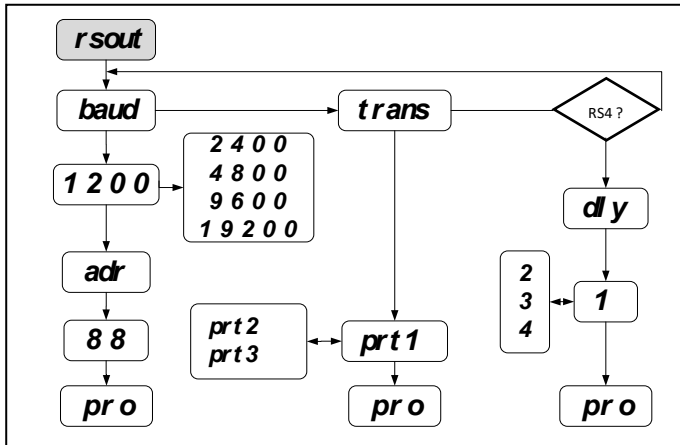 rsout
baud
trans
RS4 ?
1200
2400
4800
9600
19200
dly
adr
2
3
4
1
88
prt2
prt3
prt1
pro
pro
pro